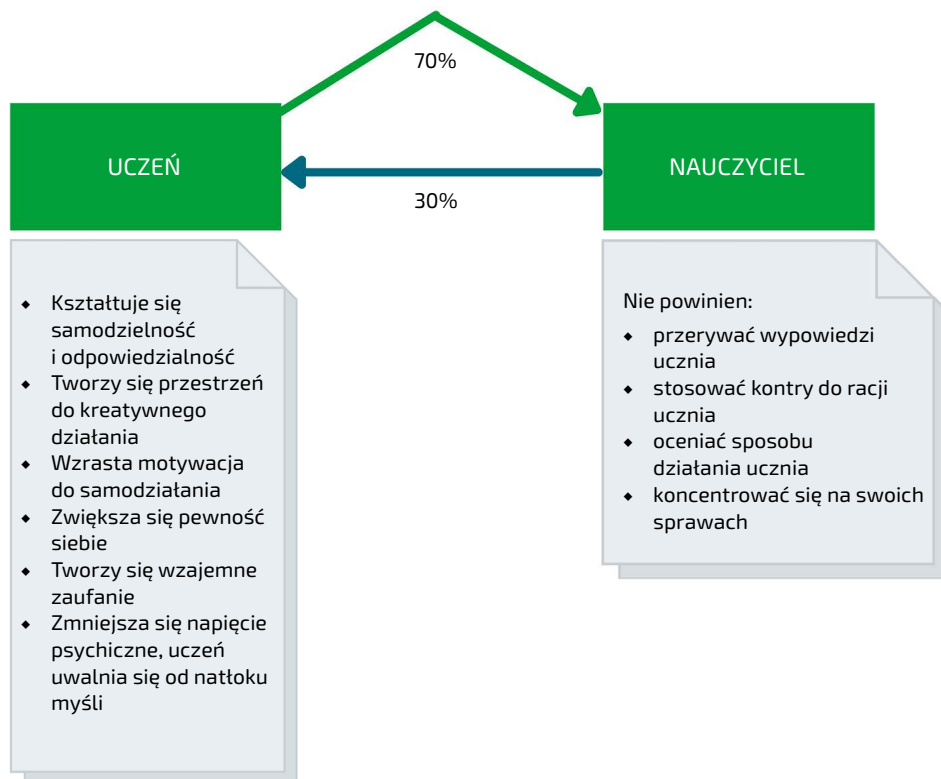 70%
UCZEŃ
NAUCZYCIEL
30%
◆ Kształtuje się
samodzielność
i odpowiedzialność
◆ Tworzy się przestrzeń
do kreatywnego
działania
◆ Wzrasta motywacja
do samodziałania
◆ Zwiększa się pewność
siebie
◆ Tworzy się wzajemne
zaufanie
◆ Zmniejsza się napięcie
psychiczne, uczeń
uwalnia się od natłoku
myśli
Nie powinien:
◆ przerywać wypowiedzi
ucznia
◆ stosować kontry do racji
ucznia
◆ oceniać sposobu
działania ucznia
◆ koncentrować się na swoich
sprawach